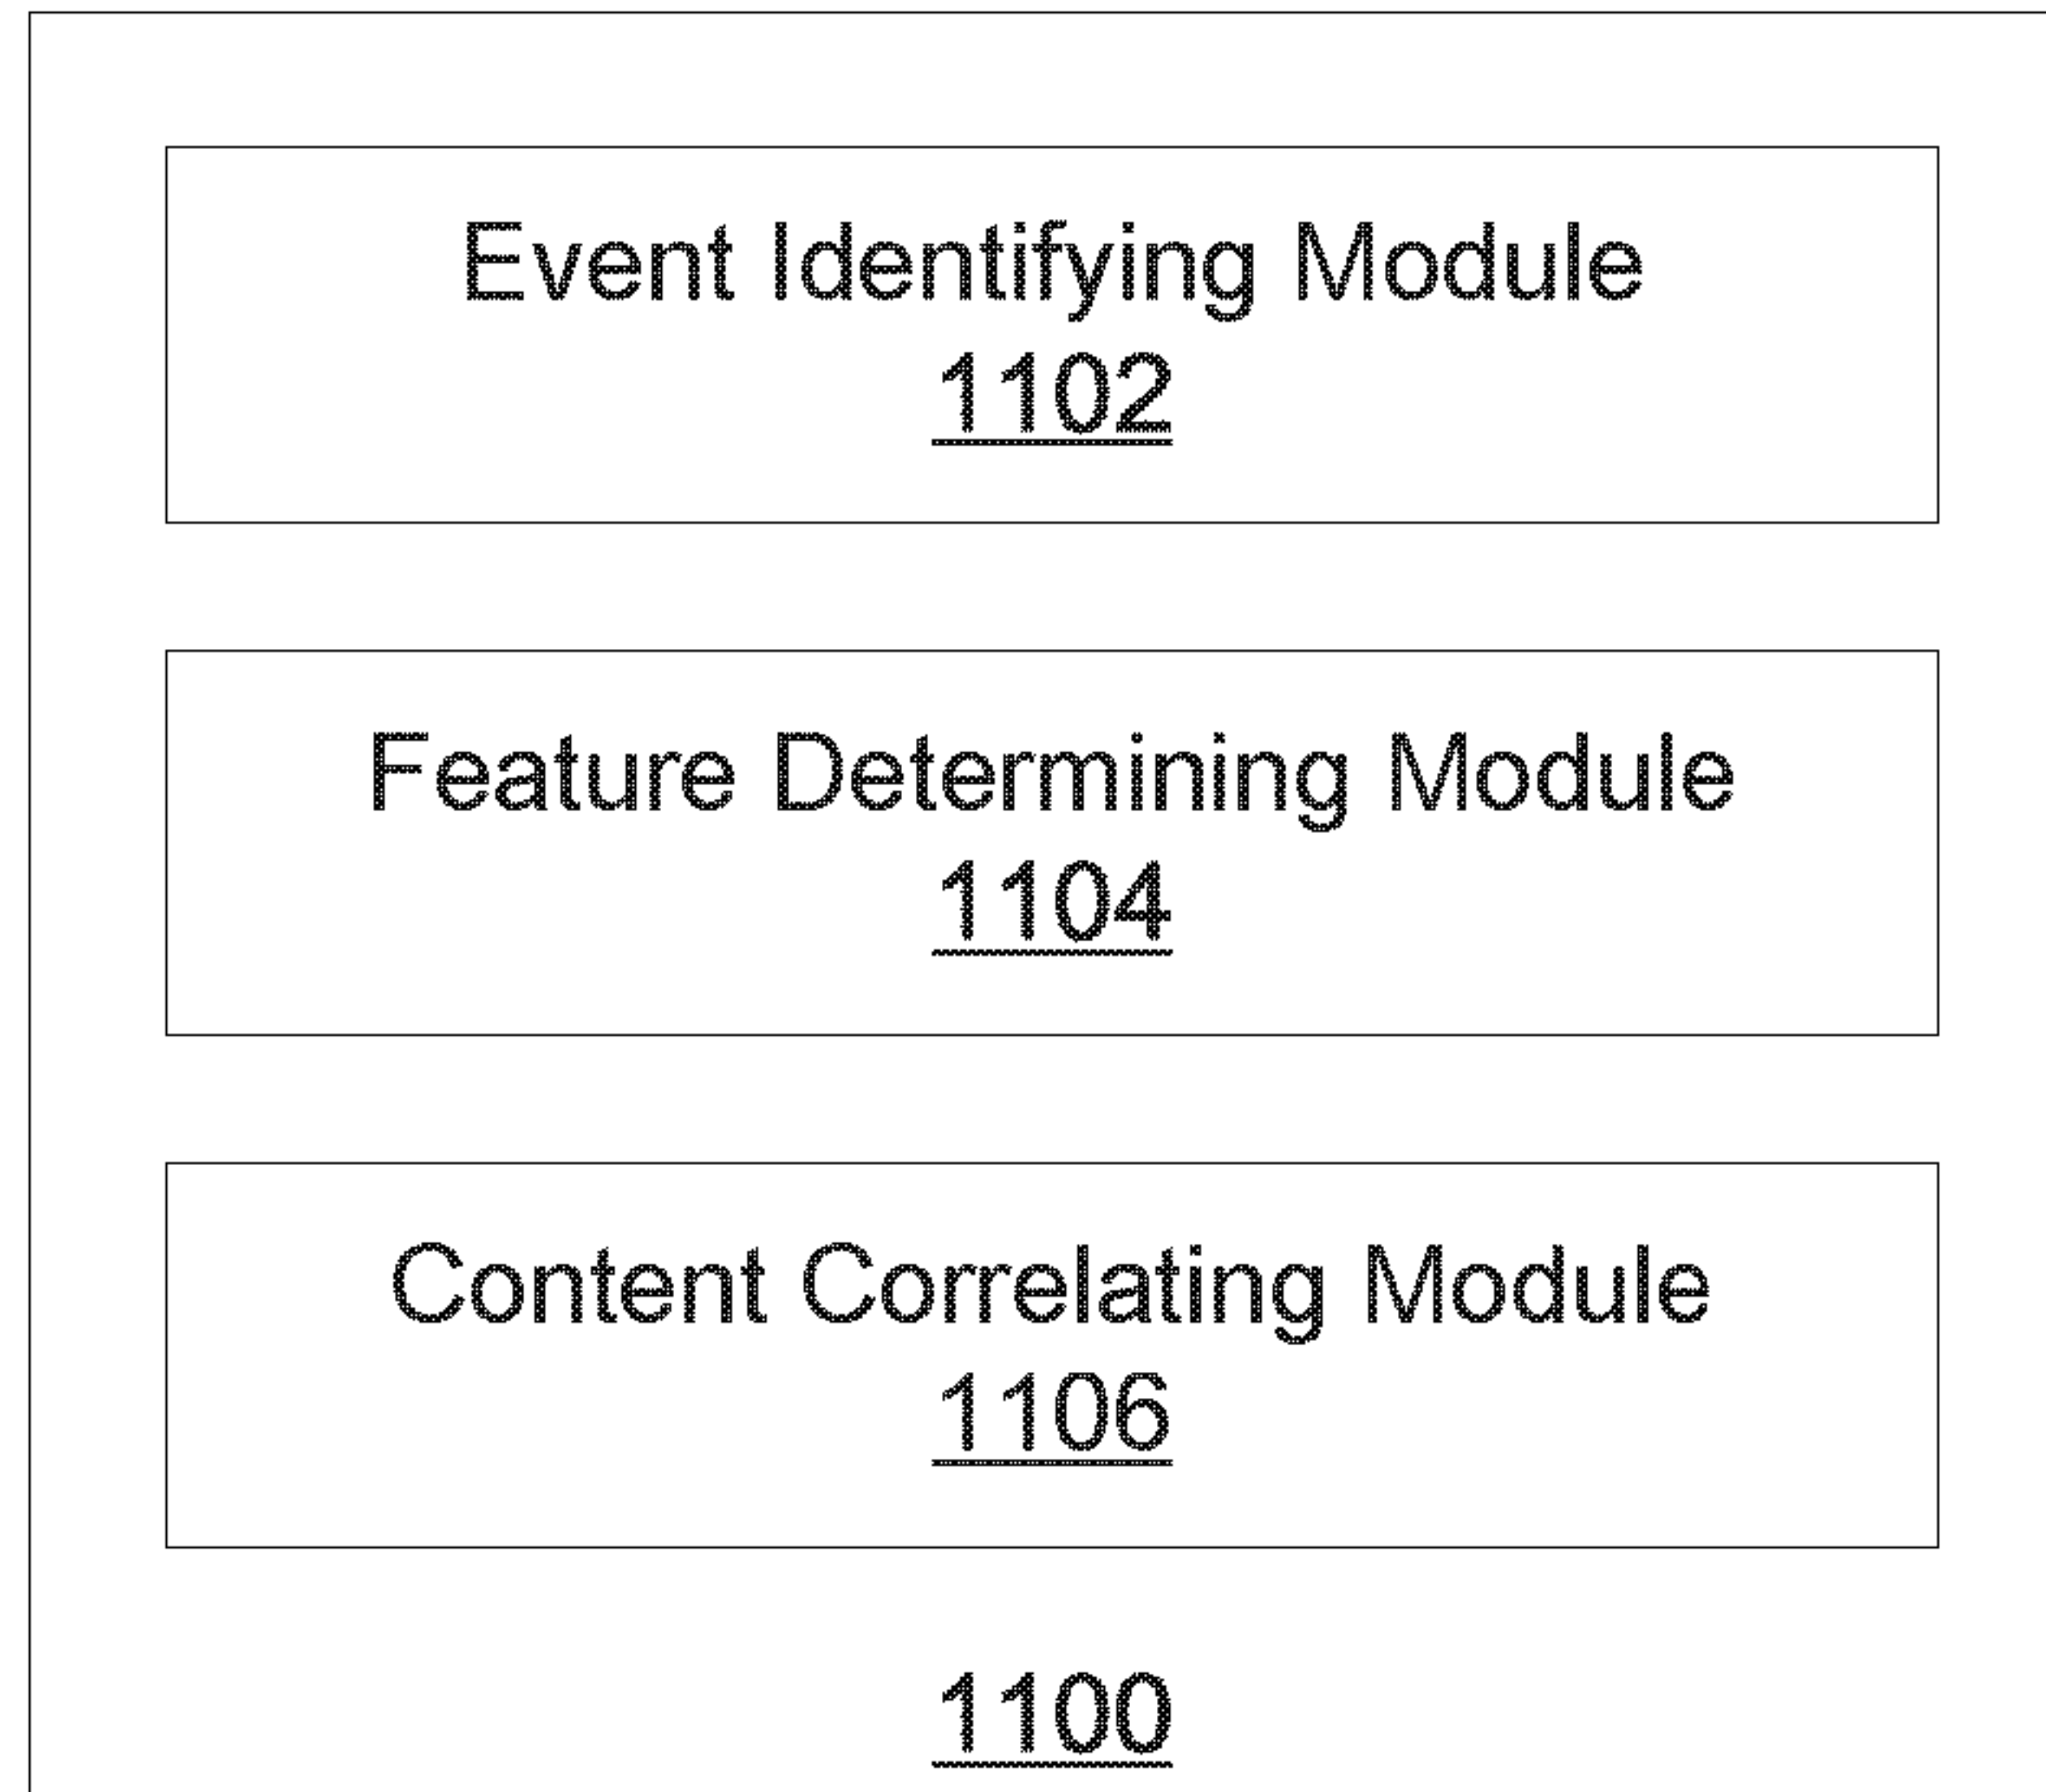 Event Identifying Module
1102
Feature Determining Module
1104
Content Correlating Module
1106
1100